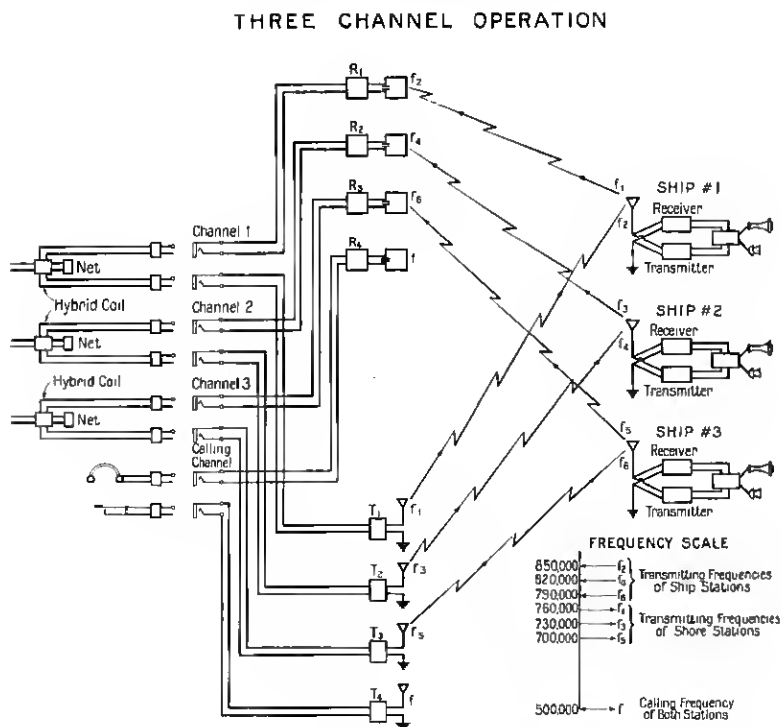 THREE CHANNEL OPERATION
R1
f2
R2
f4
R3
f6
R4
f
Channel 1
Net
Hybrid Coil
Channel 2
Net
Hybrid Coil
Channel 3
Net
Calling Channel
T1
f1
T2
f3
T3
f5
T4
f
f1
SHIP #1
Receiver
f2
Transmitter
f3
SHIP #2
Receiver
f4
Transmitter
f5
SHIP #3
Receiver
f6
Transmitter
FREQUENCY SCALE
850,000 f2
820,000 f4
790,000 f6
Transmitting Frequencies
of Ship Stations
760,000 f1
730,000 f3
700,000 f5
Transmitting Frequencies
of Shore Stations
500,000 f
Calling Frequency
of Both Stations